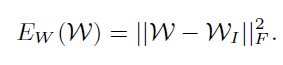 E_W(𝒲) = ||𝒲 − 𝒲_I||_F^2.